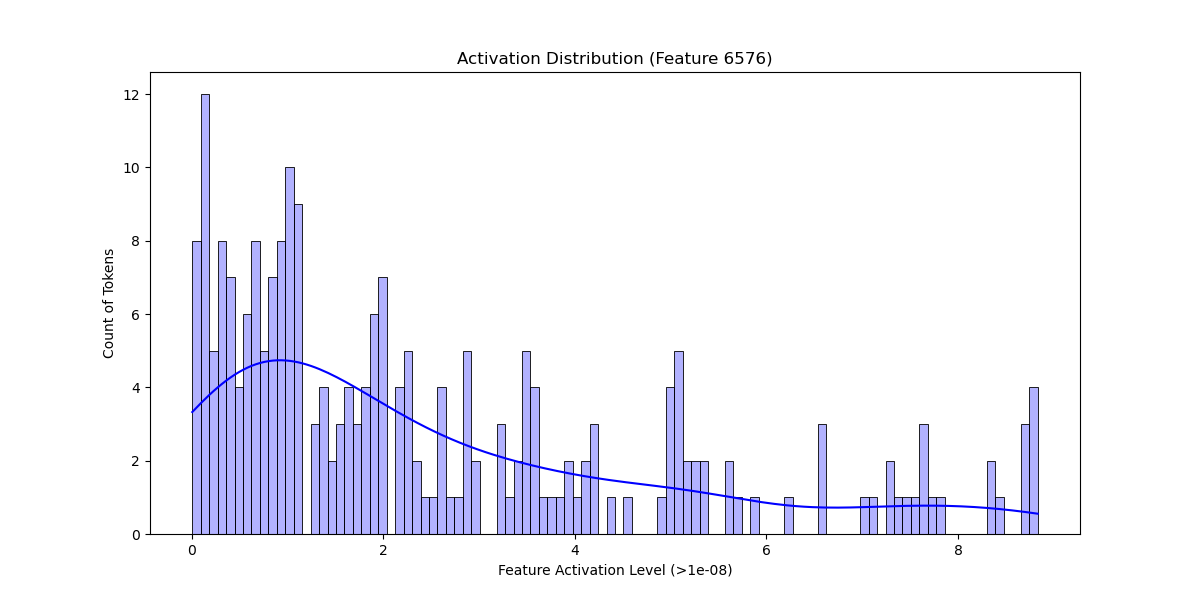 Activation Distribution (Feature 6576)
12
10
8
6
4
2
0
Count of Tokens
0 2 4 6 8
Feature Activation Level (>1e-08)